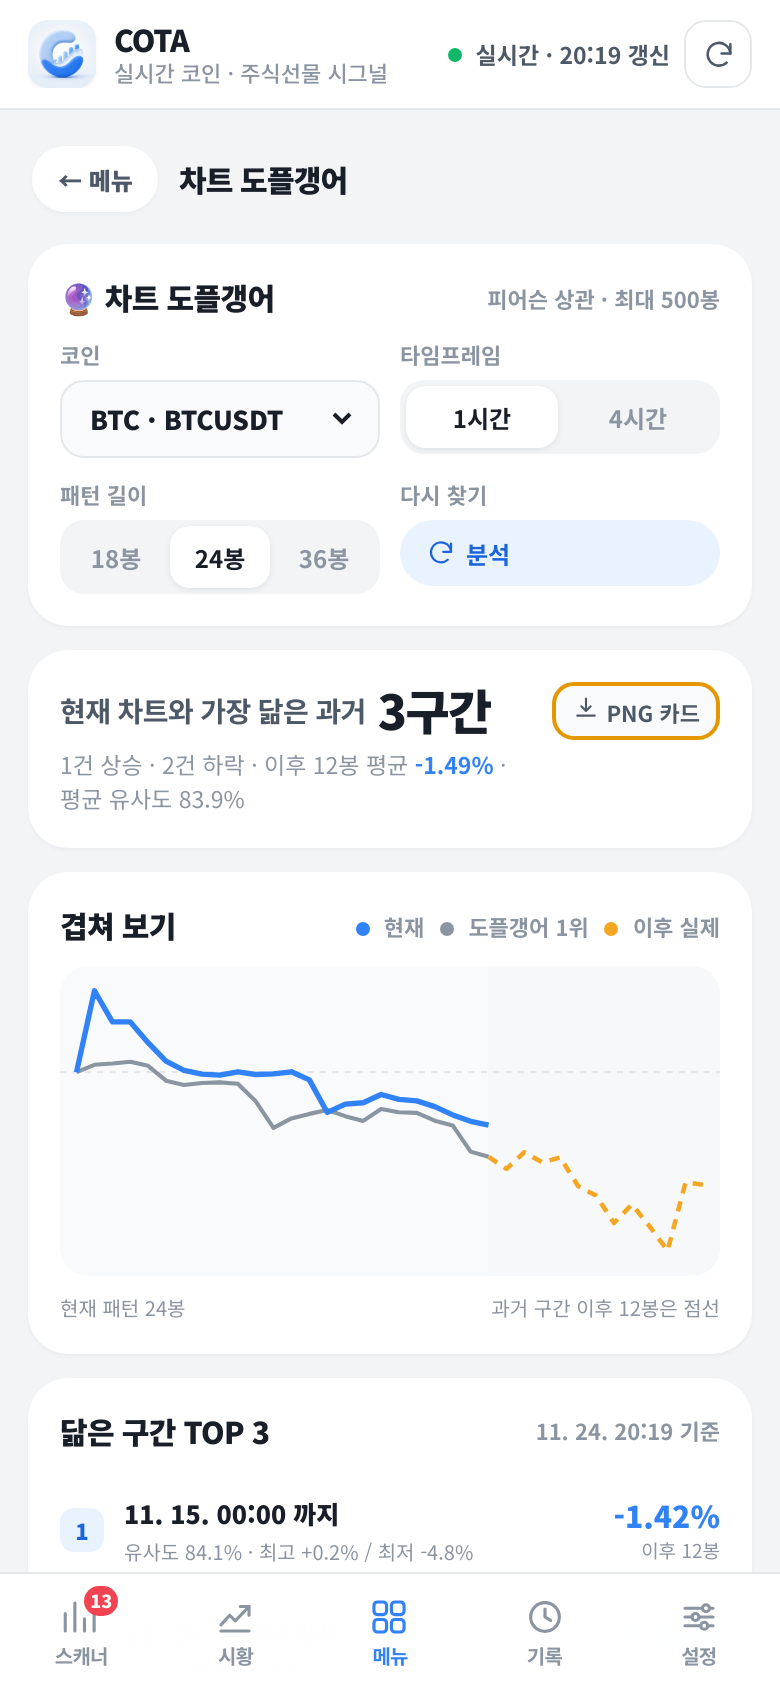 COTA
실시간 코인 · 주식선물 시그널
실시간 · 20:19 갱신
← 메뉴
차트 도플갱어
차트 도플갱어
피어슨 상관 · 최대 500봉
코인
타임프레임
BTC · BTCUSDT
1시간
4시간
패턴 길이
다시 찾기
18봉
24봉
36봉
분석
현재 차트와 가장 닮은 과거 3구간
PNG 카드
1건 상승 · 2건 하락 · 이후 12봉 평균 -1.49% ·
평균 유사도 83.9%
겹쳐 보기
현재
도플갱어 1위
이후 실제
현재 패턴 24봉
과거 구간 이후 12봉은 점선
닮은 구간 TOP 3
11. 24. 20:19 기준
1
11. 15. 00:00 까지
-1.42%
유사도 84.1% · 최고 +0.2% / 최저 -4.8%
이후 12봉
13
스캐너
시황
메뉴
기록
설정